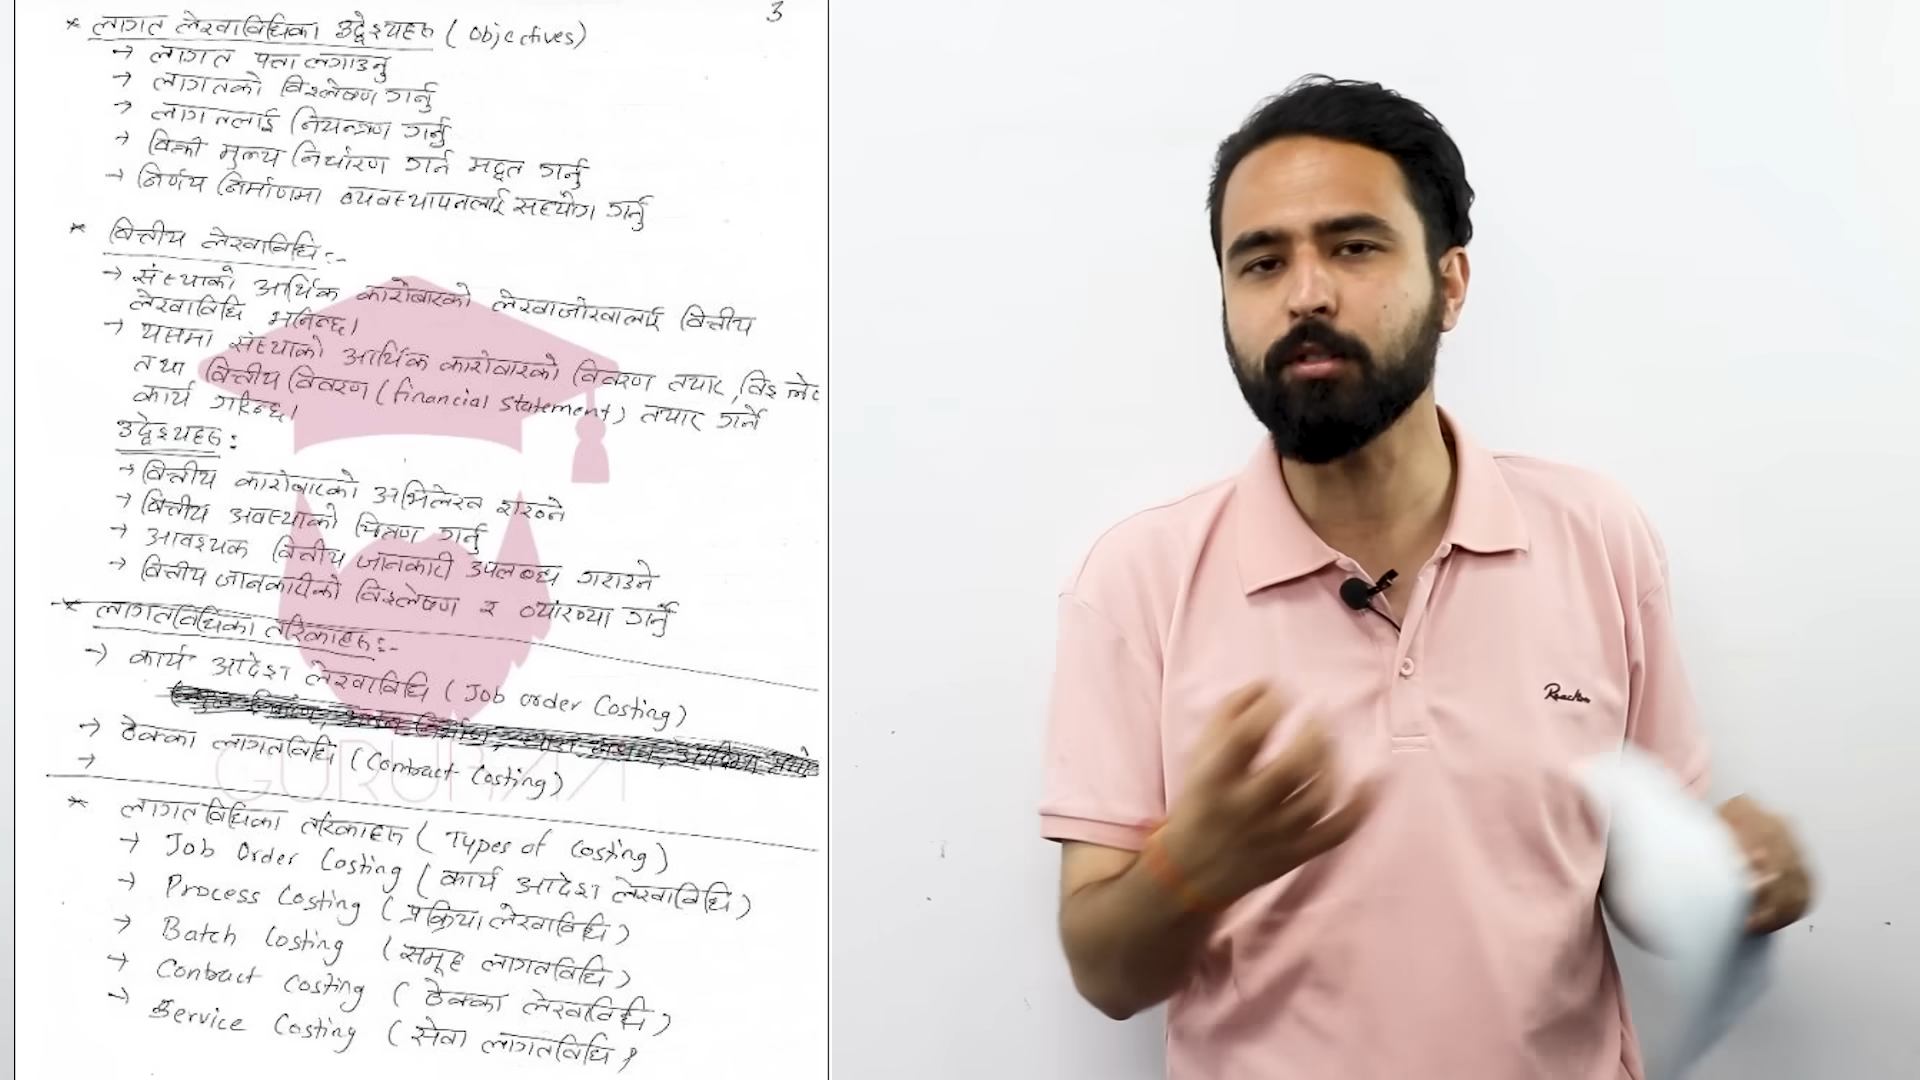 3
* लागत लेखाविधिका उद्देश्यहरु (Objectives)
→ लागत पत्ता लगाउनु
→ लागतको विश्लेषण गर्नु
→ लागतलाई नियन्त्रण गर्नु
→ विक्री मुल्य निर्धारण गर्न मद्दत गर्नु
→ निर्णय निर्माणमा व्यवस्थापनलाई सहयोग गर्नु
* वित्तीय लेखाविधि :-
→ संस्थाको आर्थिक कारोबारको लेखाजोखालाई वित्तीय
लेखाविधि भनिन्छ।
→ यसमा संस्थाको आर्थिक कारोवारको विवरण तयार,
तथा वित्तीय विवरण (financial statement) तयार गर्ने
कार्य गरिन्छ।
उद्देश्यहरु :
→ वित्तीय कारोबारको अभिलेख राख्ने
→ वित्तीय अवस्थाको चित्रण गर्नु
→ आवश्यक वित्तीय जानकारी उपलब्ध गराउने
→ वित्तीय जानकारीको विश्लेषण र व्याख्या गर्नु
* लागतविधिका तरिकाहरु :-
→ कार्य आदेश लेखाविधि (Job order Costing)
→ ठेक्का लागतविधि (Contract Costing)
→
GURUBAA
* लागतविधिका तरिकाहरु (Types of Costing)
→ Job Order Costing (कार्य आदेश लेखाविधि)
→ Process Costing (प्रक्रिया लेखाविधि)
→ Batch Costing (समूह लागतविधि)
→ Contract Costing (ठेक्का लेखाविधि)
→ Service Costing (सेवा लागतविधि)
Reaction